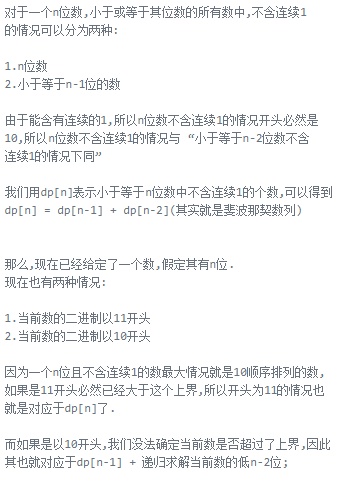 对于一个n位数,小于或等于其位数的所有数中,不含连续1
的情况可以分为两种:
1.n位数
2.小于等于n-1位的数
由于能含有连续的1,所以n位数不含连续1的情况开头必然是
10,所以n位数不含连续1的情况与 “小于等于n-2位数不含
连续1的情况下同”
我们用dp[n]表示小于等于n位数中不含连续1的个数,可以得到
dp[n] = dp[n-1] + dp[n-2](其实就是斐波那契数列)
那么,现在已经给定了一个数,假定其有n位.
现在也有两种情况:
1.当前数的二进制以11开头
2.当前数的二进制以10开头
因为一个n位且不含连续1的数最大情况就是10顺序排列的数,
如果是11开头必然已经大于这个上界,所以开头为11的情况也
就是对应于dp[n]了.
而如果是以10开头,我们没法确定当前数是否超过了上界,因此
其也就对应于dp[n-1] + 递归求解当前数的低n-2位;